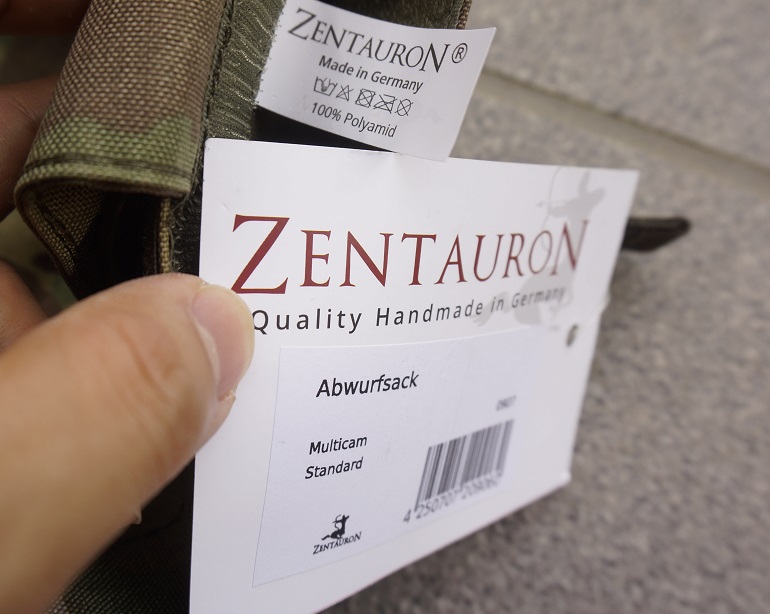 ZENTAURON®
Made in Germany
100% Polyamid
ZENTAURON
Quality Handmade in Germany
Abwurfsack
Multicam
Standard
ZENTAURON